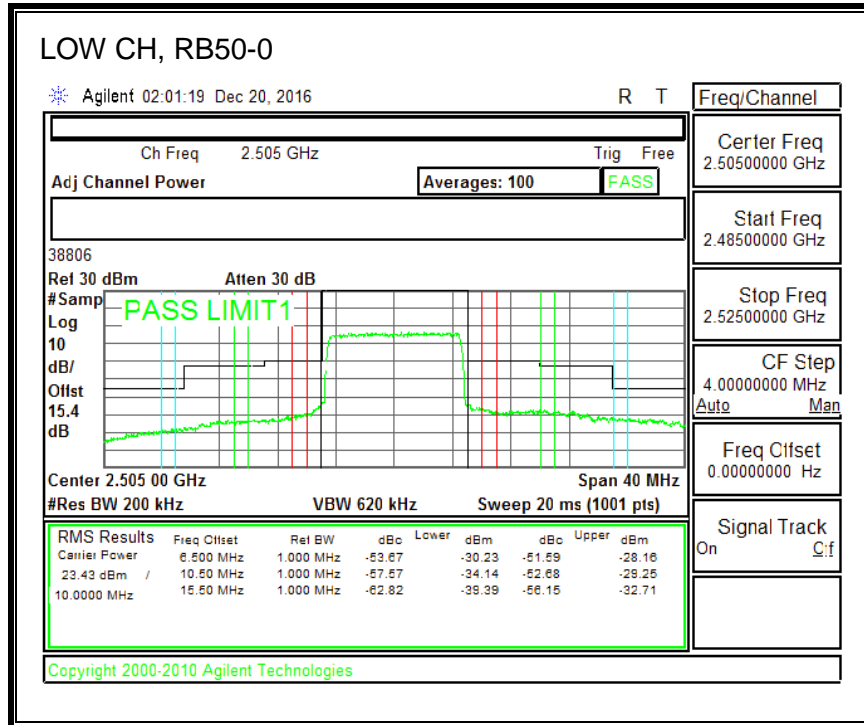 LOW CH, RB50-0
Agilent 02:01:19 Dec 20, 2016 R T
Freq/Channel
Ch Freq 2.505 GHz Trig Free
Adj Channel Power Averages: 100 PASS
Center Freq
2.50500000 GHz
Start Freq
2.48500000 GHz
Stop Freq
2.52500000 GHz
CF Step
4.00000000 MHz
Auto Man
Freq Offset
0.00000000 Hz
Signal Track
On Off
38806
Ref 30 dBm Atten 30 dB
#Samp
Log
10
dB/
Offst
15.4
dB
PASS LIMIT1
Center 2.505 00 GHz Span 40 MHz
#Res BW 200 kHz VBW 620 kHz Sweep 20 ms (1001 pts)
RMS Results Freq Offset Ref BW dBc Lower dBm dBc Upper dBm
Carrier Power 6.500 MHz 1.000 MHz -53.67 -30.23 -51.59 -28.16
23.43 dBm / 10.50 MHz 1.000 MHz -57.57 -34.14 -52.68 -29.25
10.0000 MHz 15.50 MHz 1.000 MHz -62.82 -39.39 -56.15 -32.71
Copyright 2000-2010 Agilent Technologies